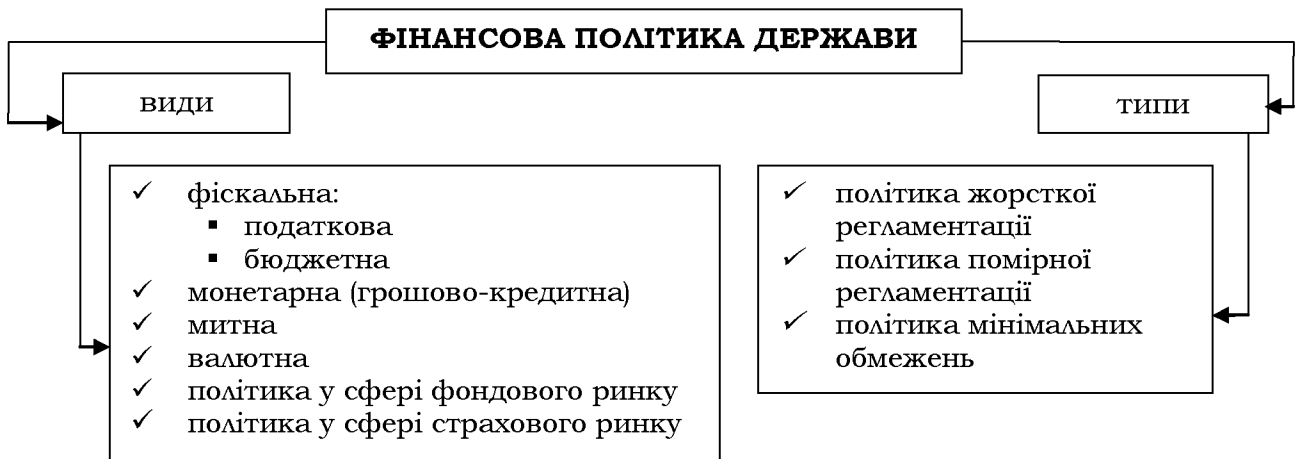 ФІНАНСОВА ПОЛІТИКА ДЕРЖАВИ
види
типи
✓ фіскальна:
▪ податкова
▪ бюджетна
✓ монетарна (грошово-кредитна)
✓ митна
✓ валютна
✓ політика у сфері фондового ринку
✓ політика у сфері страхового ринку
✓ політика жорсткої
регламентації
✓ політика помірної
регламентації
✓ політика мінімальних
обмежень